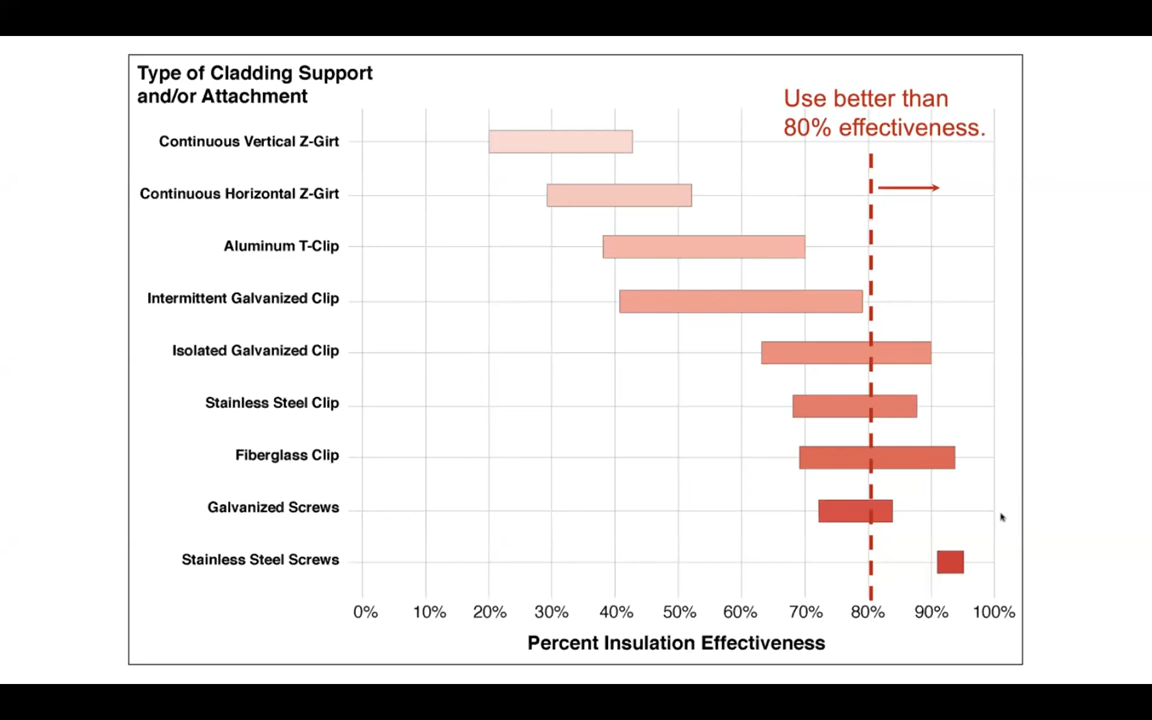 Type of Cladding Support
and/or Attachment
Use better than
80% effectiveness.
Continuous Vertical Z-Girt
Continuous Horizontal Z-Girt
Aluminum T-Clip
Intermittent Galvanized Clip
Isolated Galvanized Clip
Stainless Steel Clip
Fiberglass Clip
Galvanized Screws
Stainless Steel Screws
0% 10% 20% 30% 40% 50% 60% 70% 80% 90% 100%
Percent Insulation Effectiveness